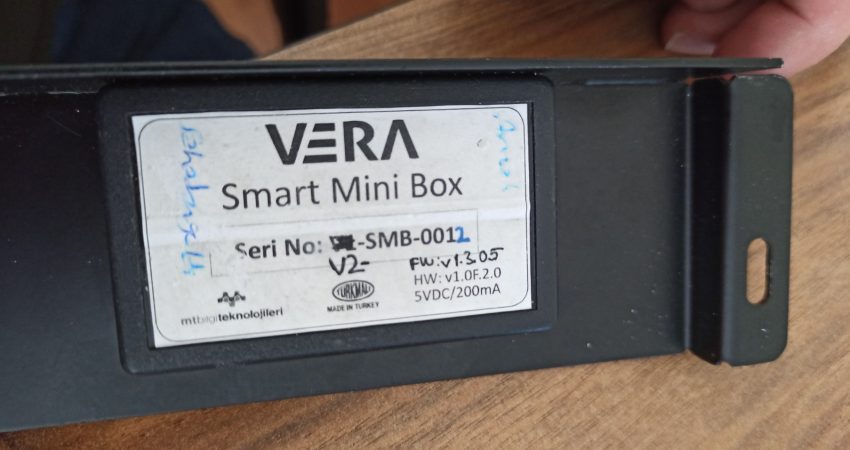 VERA
Smart Mini Box
Seri No: -SMB-0012
V2-
FW:v1.3.05
HW: v1.0F.2.0
5VDC/200mA
mtbilgiteknolojileri
TÜRKMALI
MADE IN TURKEY